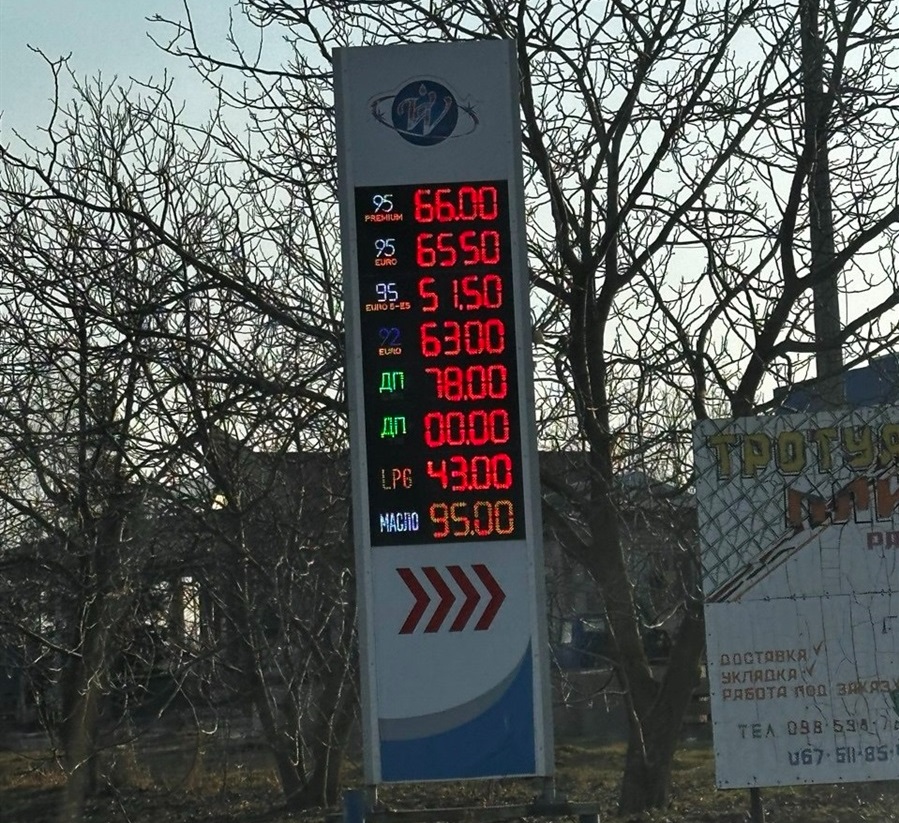 95 PREMIUM 66.00
95 EURO 65 50
95 EURO 5-E5 51.50
92 EURO 63 00
ДП 78.00
ДП 00.00
LPG 43.00
МАСЛО 95.00
ДОСТАВКА ✓
УКЛАДКА ✓
РАБОТА ПОД ЗАКАЗ
ТЕЛ 098-594-7
067-511-85-